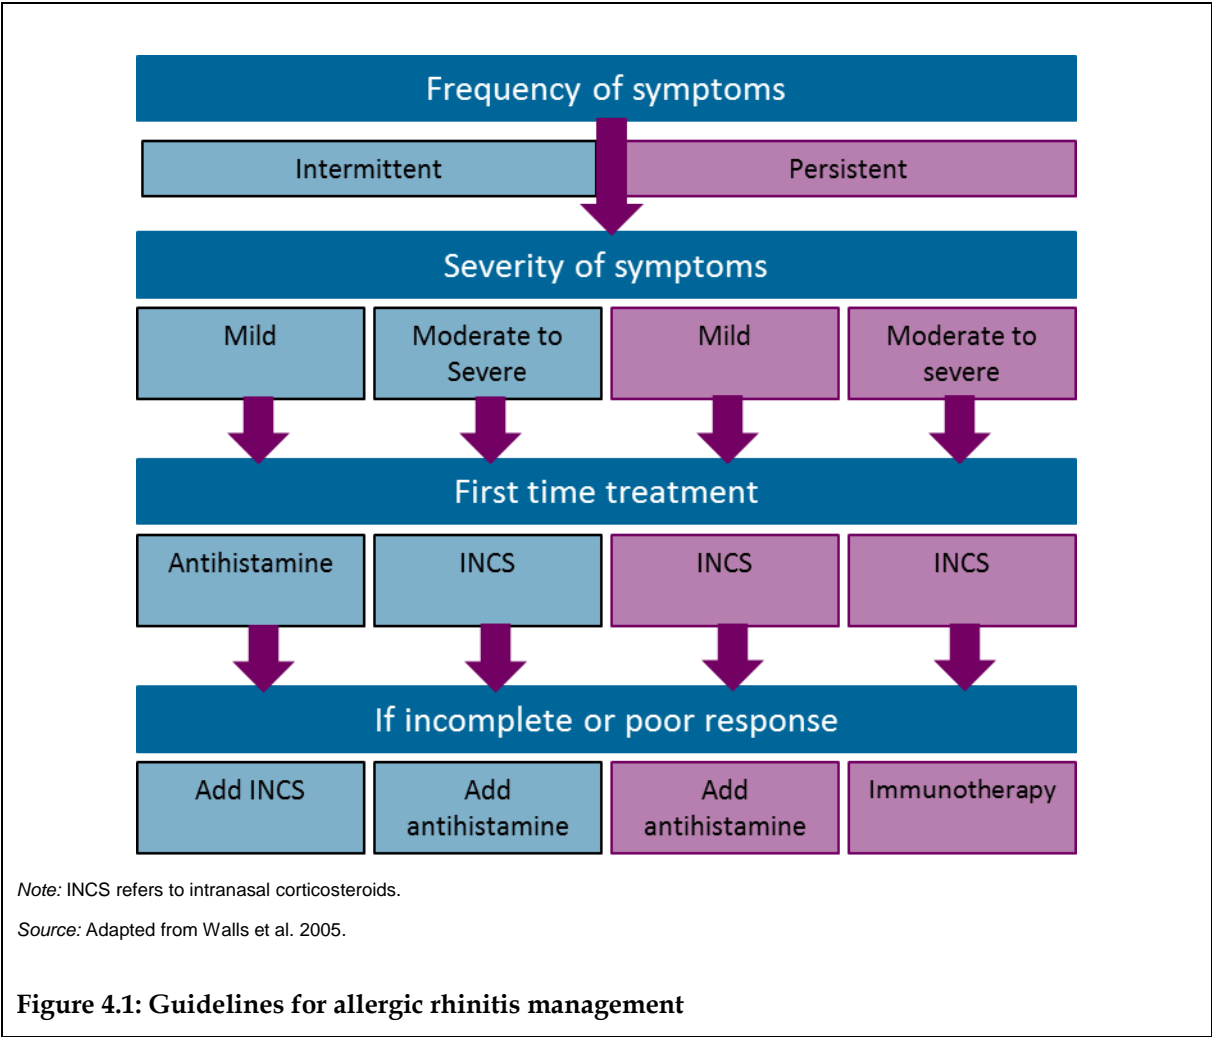 Frequency of symptoms
Intermittent
Persistent
Severity of symptoms
Mild
Moderate to
Severe
Mild
Moderate to
severe
First time treatment
Antihistamine
INCS
INCS
INCS
If incomplete or poor response
Add INCS
Add
antihistamine
Add
antihistamine
Immunotherapy
Note: INCS refers to intranasal corticosteroids.
Source: Adapted from Walls et al. 2005.
Figure 4.1: Guidelines for allergic rhinitis management